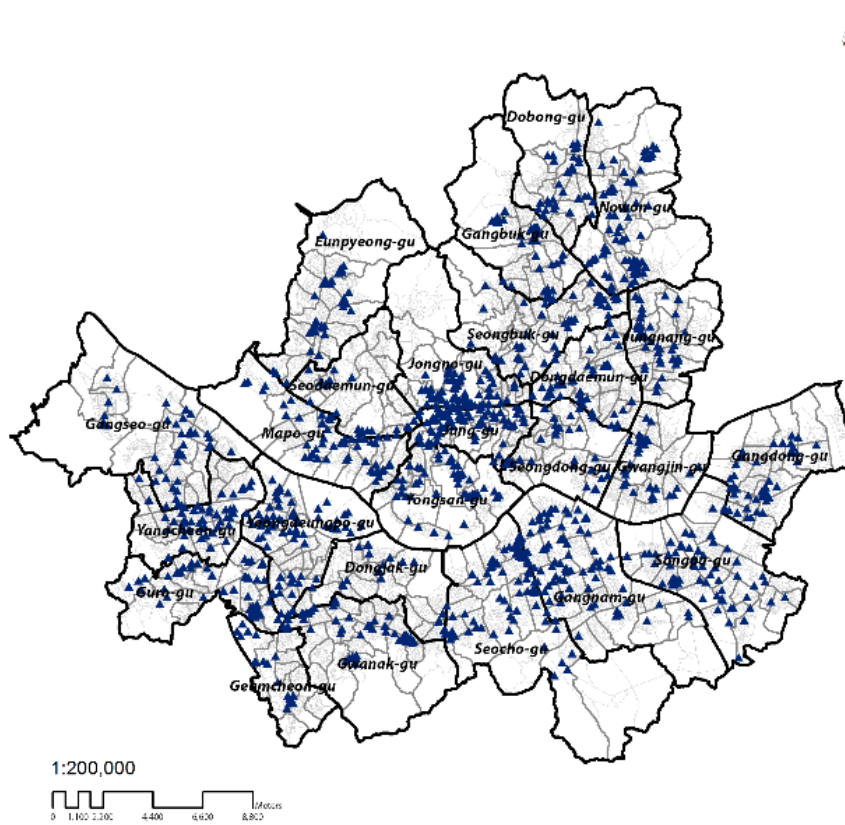 Dobong-gu
Nowon-gu
Gangbuk-gu
Eunpyeong-gu
Seongbuk-gu
Jungnang-gu
Jongno-gu
Dongdaemun-gu
Seodaemun-gu
Gangseo-gu
Mapo-gu
Jung-gu
Gangdong-gu
Seongdong-gu
Gwangjin-gu
Yongsan-gu
Yangcheon-gu
Yeongdeungpo-gu
Songpa-gu
Dongjak-gu
Guro-gu
Gangnam-gu
Seocho-gu
Gwanak-gu
Geumcheon-gu
1:200,000
Meters
0 1,100 2,200 4,400 6,600 8,800